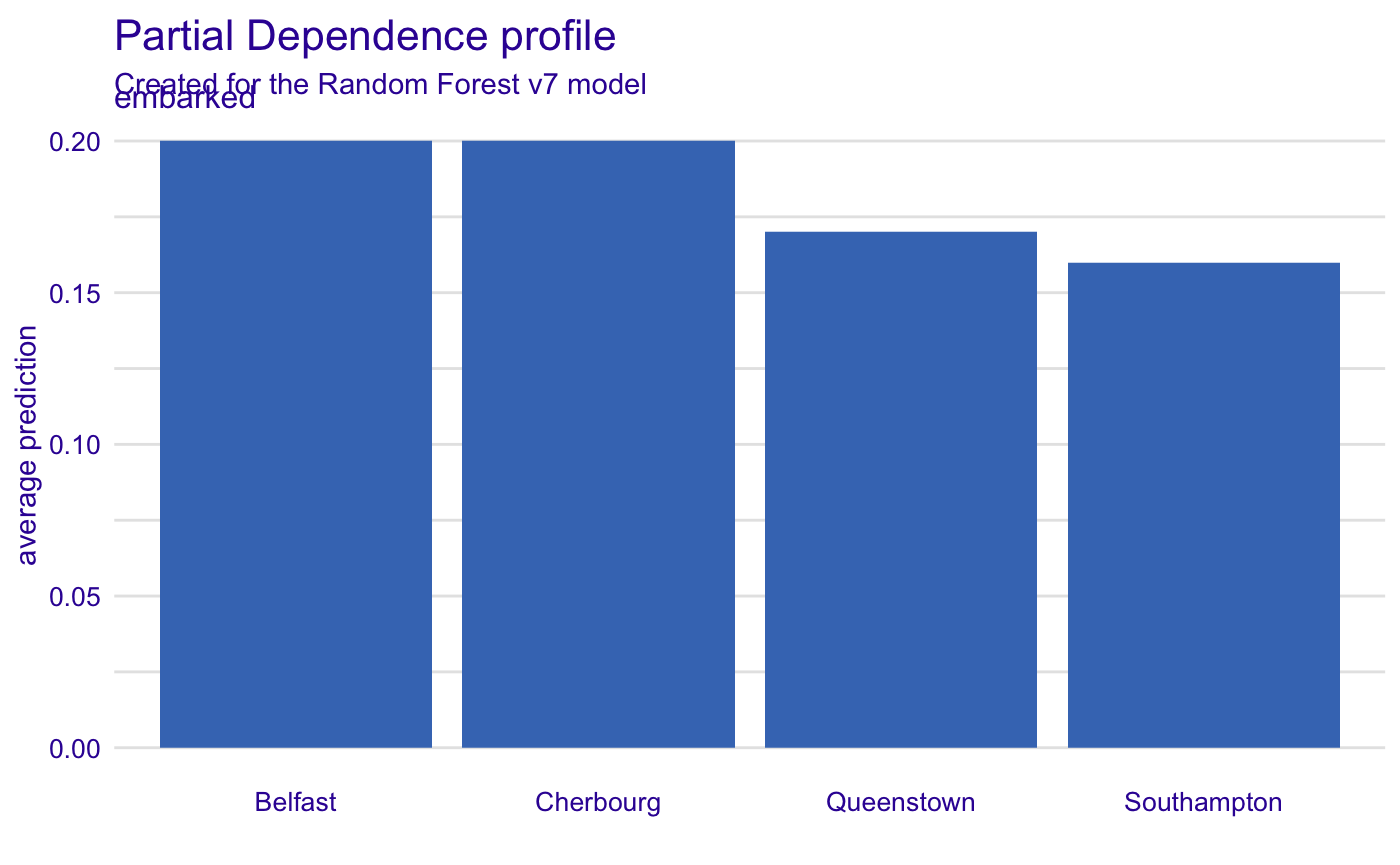 Partial Dependence profile
Created for the Random Forest v7 model
embarked
average prediction
0.20
0.15
0.10
0.05
0.00
Belfast
Cherbourg
Queenstown
Southampton